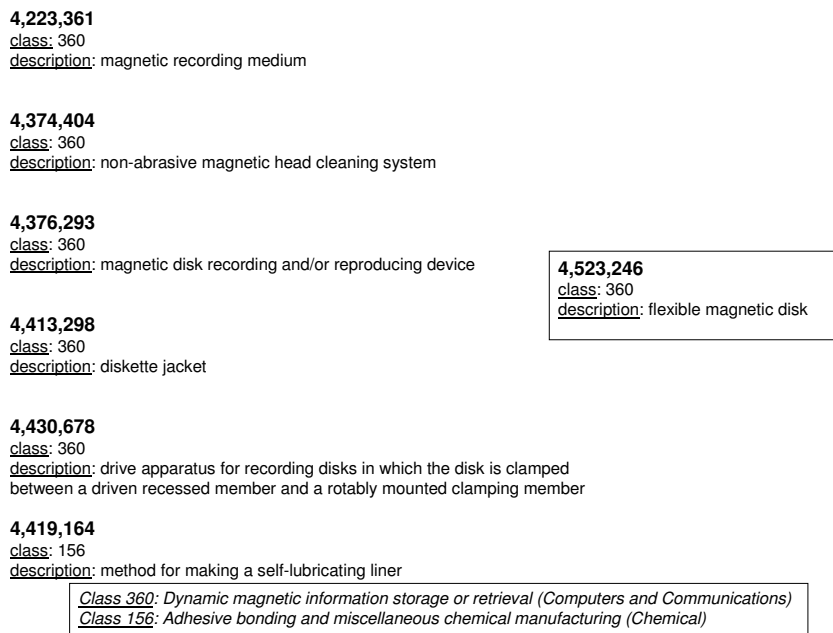 4,223,361
class: 360
description: magnetic recording medium
4,374,404
class: 360
description: non-abrasive magnetic head cleaning system
4,376,293
class: 360
description: magnetic disk recording and/or reproducing device
4,523,246
class: 360
description: flexible magnetic disk
4,413,298
class: 360
description: diskette jacket
4,430,678
class: 360
description: drive apparatus for recording disks in which the disk is clamped
between a driven recessed member and a rotably mounted clamping member
4,419,164
class: 156
description: method for making a self-lubricating liner
Class 360: Dynamic magnetic information storage or retrieval (Computers and Communications)
Class 156: Adhesive bonding and miscellaneous chemical manufacturing (Chemical)